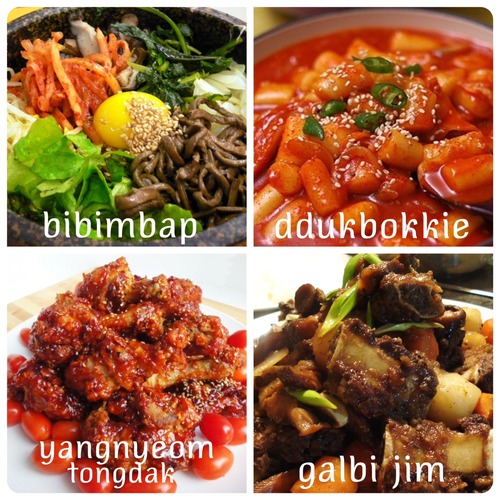 bibimbap
ddukbokkie
yangnyeom
tongdak
galbi jim